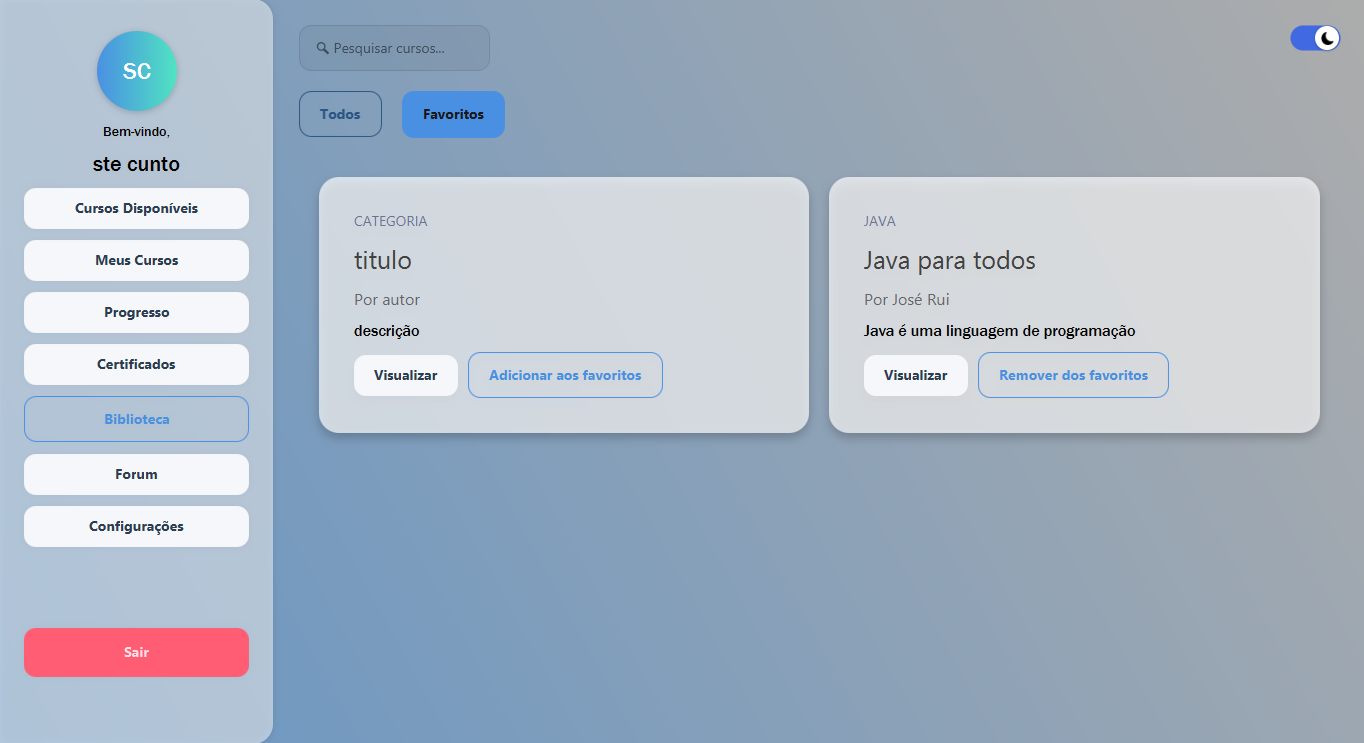 SC
Bem-vindo,
ste cunto
Cursos Disponíveis
Meus Cursos
Progresso
Certificados
Biblioteca
Forum
Configurações
Sair
Pesquisar cursos...
Todos
Favoritos
CATEGORIA
titulo
Por autor
descrição
Visualizar
Adicionar aos favoritos
JAVA
Java para todos
Por José Rui
Java é uma linguagem de programação
Visualizar
Remover dos favoritos